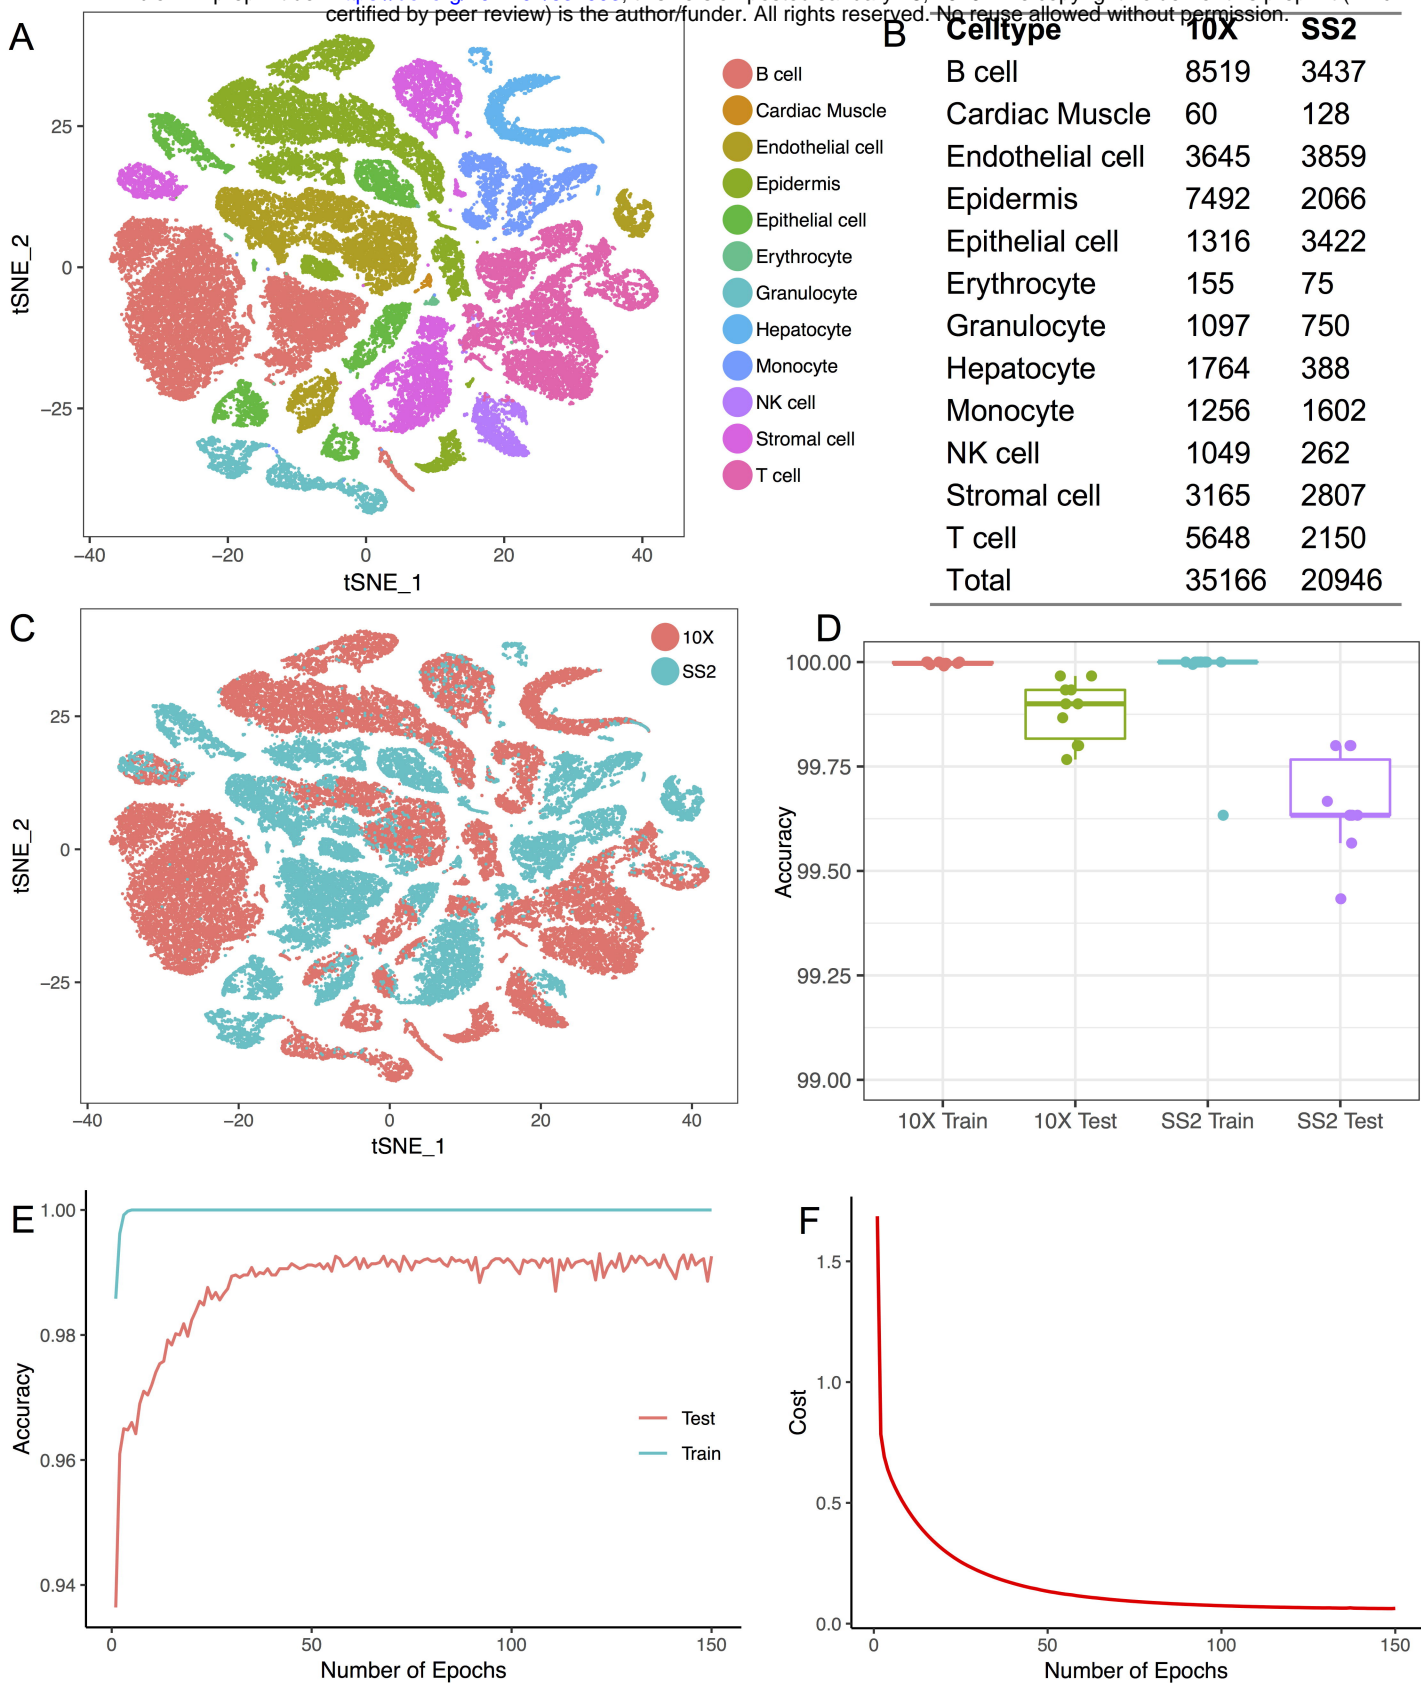 certified by peer review) is the author/funder. All rights reserved. No reuse allowed without permission.
A
25
0
−25
tSNE_2
−40 −20 0 20 40
tSNE_1
B cell
Cardiac Muscle
Endothelial cell
Epidermis
Epithelial cell
Erythrocyte
Granulocyte
Hepatocyte
Monocyte
NK cell
Stromal cell
T cell
B
Celltype 10X SS2
B cell 8519 3437
Cardiac Muscle 60 128
Endothelial cell 3645 3859
Epidermis 7492 2066
Epithelial cell 1316 3422
Erythrocyte 155 75
Granulocyte 1097 750
Hepatocyte 1764 388
Monocyte 1256 1602
NK cell 1049 262
Stromal cell 3165 2807
T cell 5648 2150
Total 35166 20946
C
10X
SS2
25
0
−25
tSNE_2
−40 −20 0 20 40
tSNE_1
D
100.00
99.75
99.50
99.25
99.00
Accuracy
10X Train 10X Test SS2 Train SS2 Test
E
1.00
0.98
0.96
0.94
Accuracy
Test
Train
0 50 100 150
Number of Epochs
F
1.5
1.0
0.5
0.0
Cost
0 50 100 150
Number of Epochs